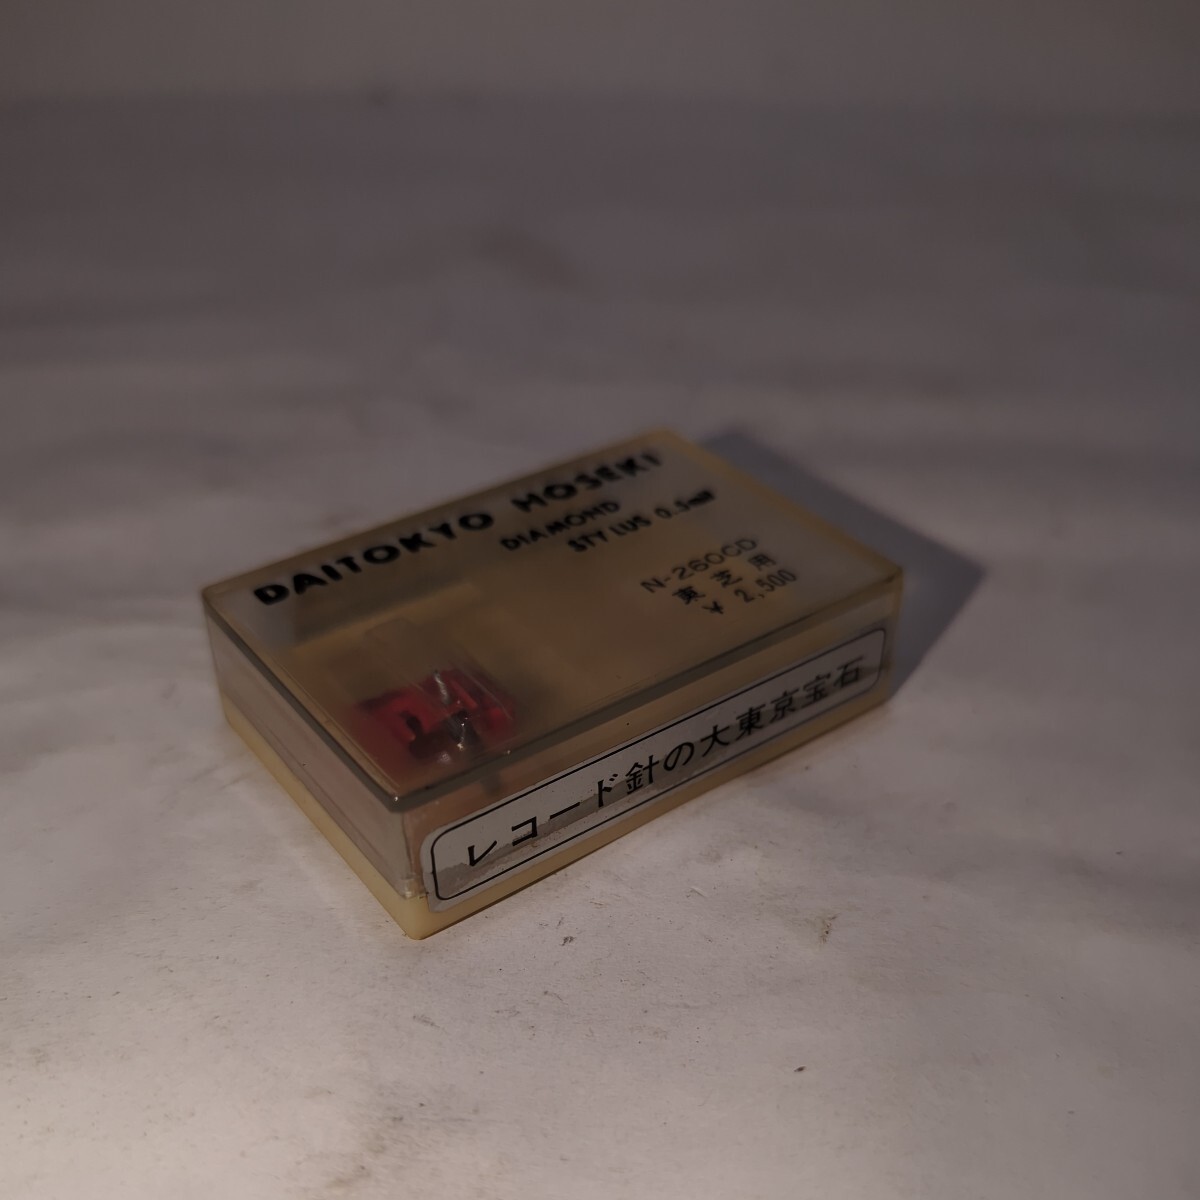 DAITOKYO HOSEKI
DIAMOND
STYLUS 0.5㎜
N-260CD
東芝用
¥2,500
レコード針の大東京宝石